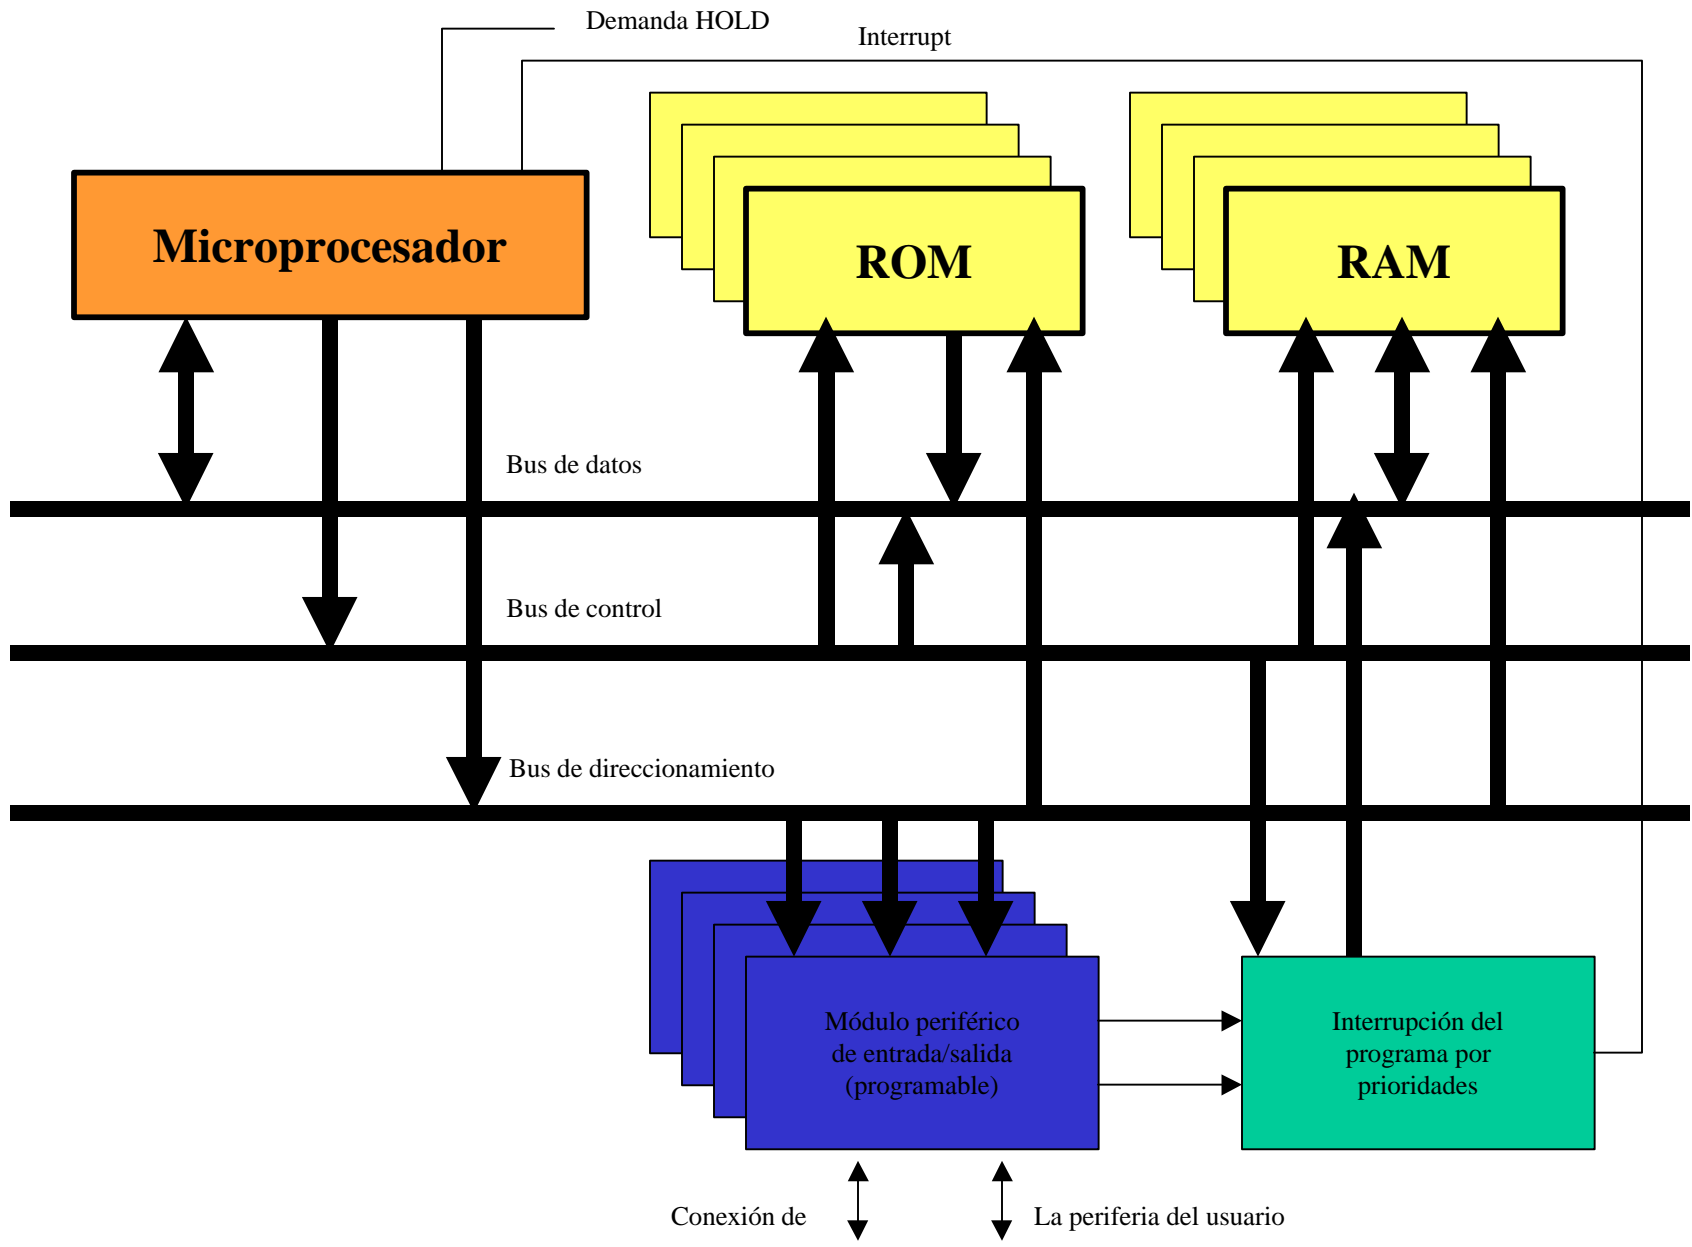 Demanda HOLD
Interrupt
Microprocesador
ROM
RAM
Bus de datos
Bus de control
Bus de direccionamiento
Módulo periférico
de entrada/salida
(programable)
Interrupción del
programa por
prioridades
Conexión de
La periferia del usuario